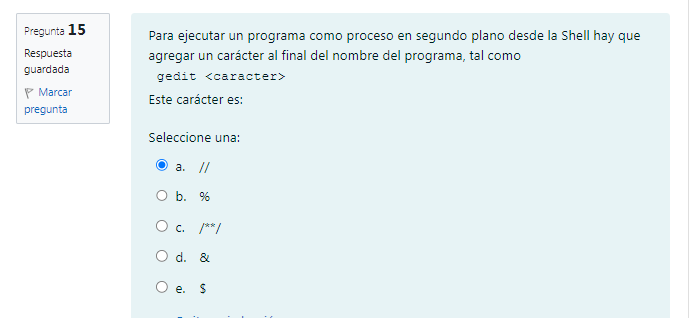 Pregunta 15
Respuesta
guardada
Marcar
pregunta
Para ejecutar un programa como proceso en segundo plano desde la Shell hay que
agregar un carácter al final del nombre del programa, tal como
gedit <caracter>
Este carácter es:
Seleccione una:
a. //
b. %
c. /**/
d. &
e. $